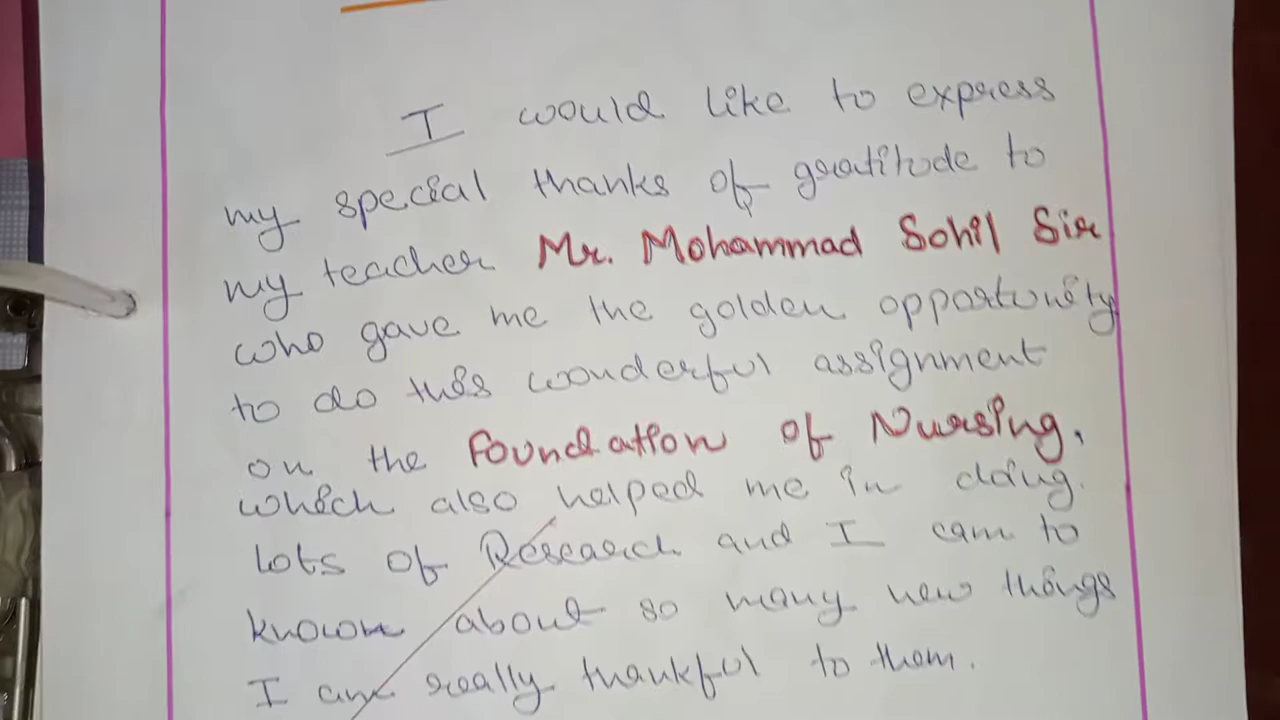 I would like to express
my special thanks of gratitude to
my teacher Mr. Mohammad Sohil Sir
who gave me the golden opportunity
to do this wonderful assignment
on the Foundation of Nursing,
which also helped me in doing.
lots of Research and I cam to
known about so many new things
I am really thankful to them.